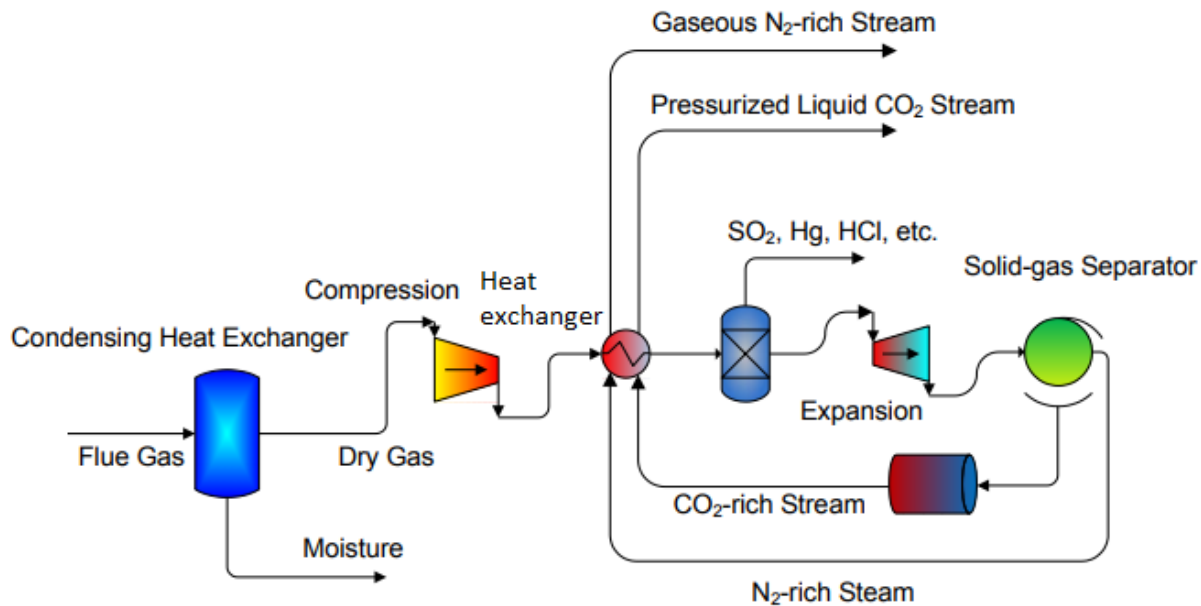 Gaseous N₂-rich Stream
Pressurized Liquid CO₂ Stream
SO₂, Hg, HCl, etc.
Solid-gas Separator
Heat
exchanger
Compression
Condensing Heat Exchanger
Expansion
Flue Gas
Dry Gas
CO₂-rich Stream
Moisture
N₂-rich Steam